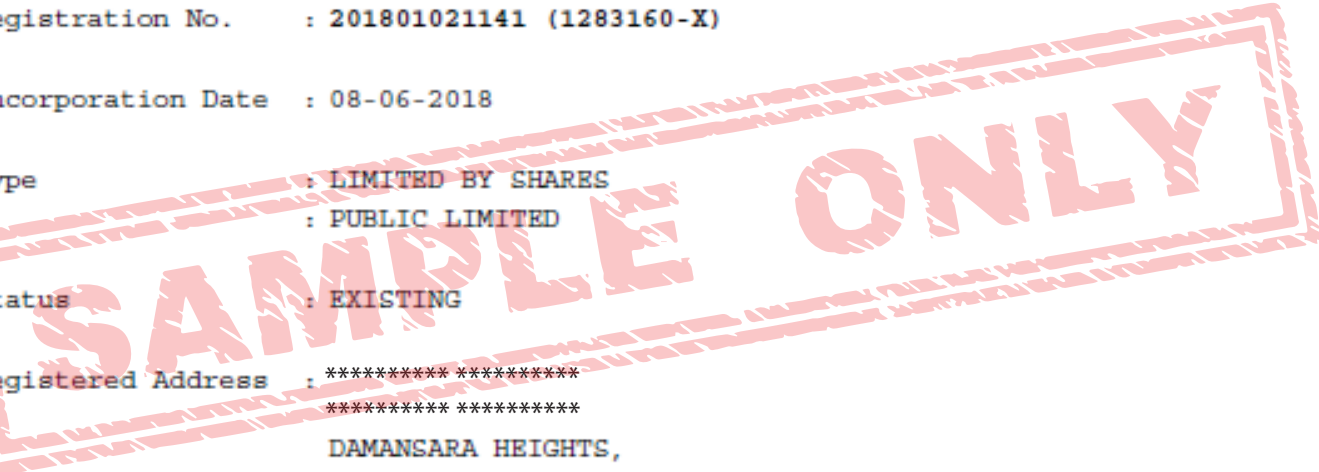 egistration No. : 201801021141 (1283160-X)
ncorporation Date : 08-06-2018
ype : LIMITED BY SHARES
: PUBLIC LIMITED
tatus : EXISTING
egistered Address : ********** **********
********** **********
DAMANSARA HEIGHTS,
SAMPLE ONLY